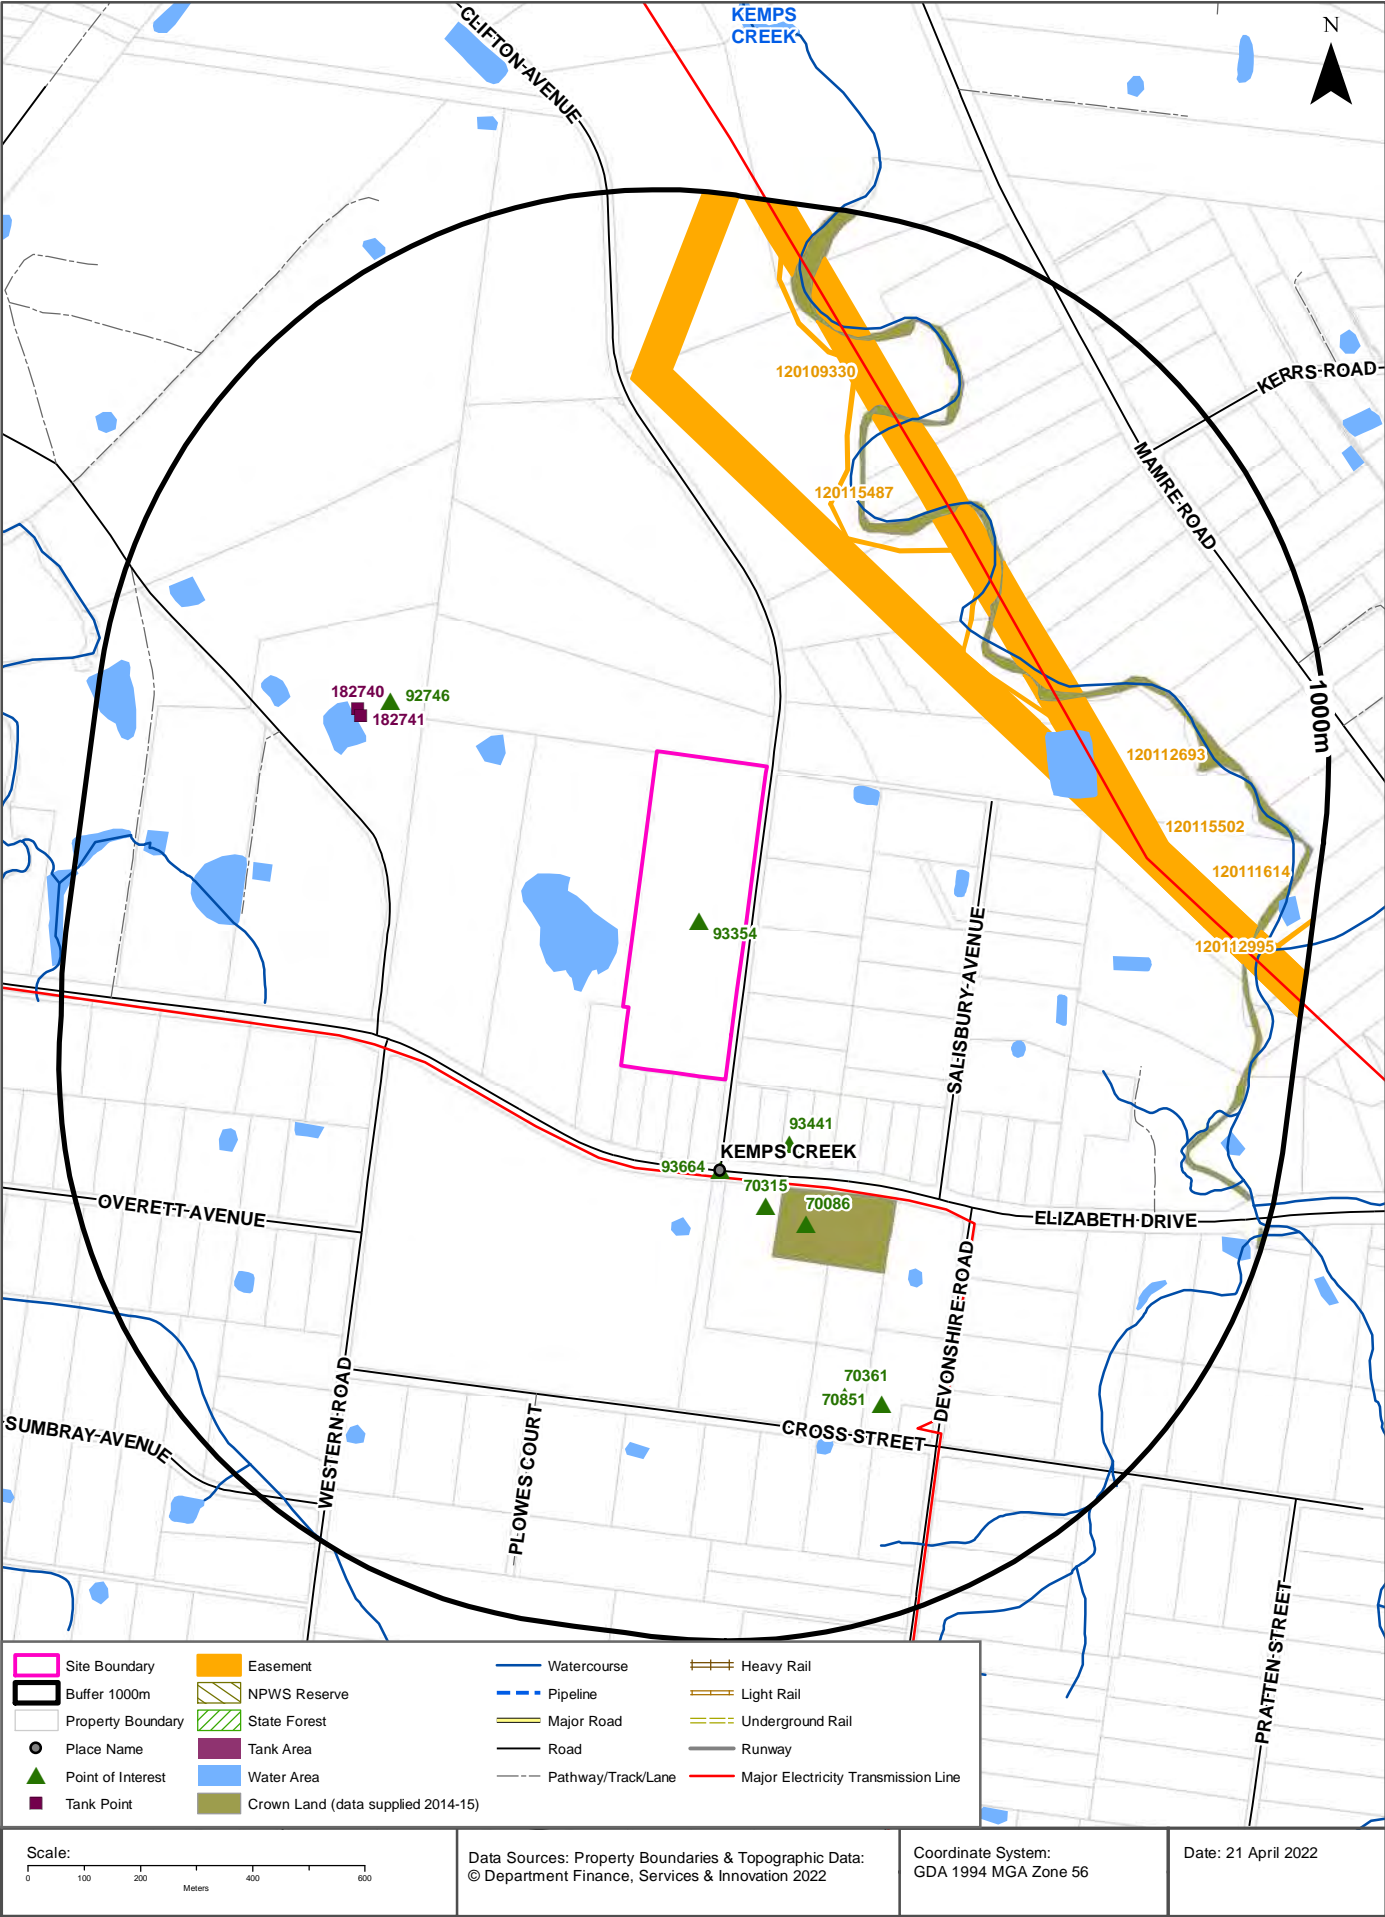 KEMPS
CREEK
N
CLIFTON AVENUE
KERRS ROAD
MAMRE ROAD
120109330
120115487
1000m
182740
92746
182741
120112693
120115502
120111614
93354
120112995
SALISBURY AVENUE
93441
KEMPS CREEK
93664
70315
70086
OVERETT AVENUE
ELIZABETH DRIVE
DEVONSHIRE ROAD
WESTERN ROAD
70361
70851
SUMBRAY AVENUE
PLOWES COURT
CROSS STREET
PRATTEN STREET
Site Boundary
Buffer 1000m
Property Boundary
Place Name
Point of Interest
Tank Point
Easement
NPWS Reserve
State Forest
Tank Area
Water Area
Crown Land (data supplied 2014-15)
Watercourse
Pipeline
Major Road
Road
Pathway/Track/Lane
Heavy Rail
Light Rail
Underground Rail
Runway
Major Electricity Transmission Line
Scale:
0 100 200 400 600
Meters
Data Sources: Property Boundaries & Topographic Data:
© Department Finance, Services & Innovation 2022
Coordinate System:
GDA 1994 MGA Zone 56
Date: 21 April 2022